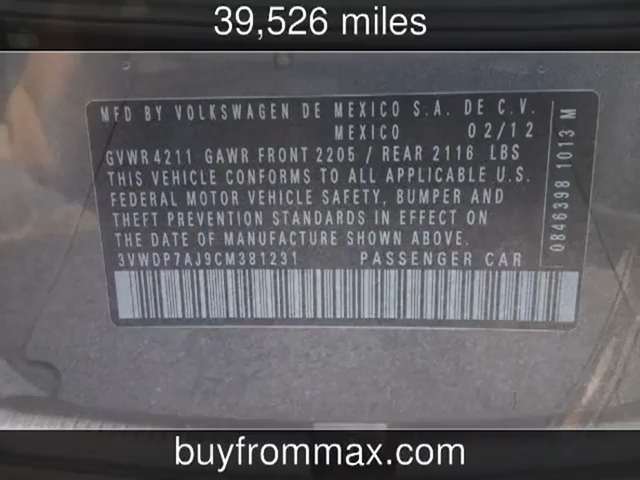 39,526 miles
MFD BY VOLKSWAGEN DE MEXICO S.A. DE C.V.
MEXICO 02/12
GVWR 4211 GAWR FRONT 2205 / REAR 2116 LBS
THIS VEHICLE CONFORMS TO ALL APPLICABLE U.S.
FEDERAL MOTOR VEHICLE SAFETY, BUMPER AND
THEFT PREVENTION STANDARDS IN EFFECT ON
THE DATE OF MANUFACTURE SHOWN ABOVE.
3VWDP7AJ9CM381231 PASSENGER CAR
0846398 1013 M
buyfrommax.com